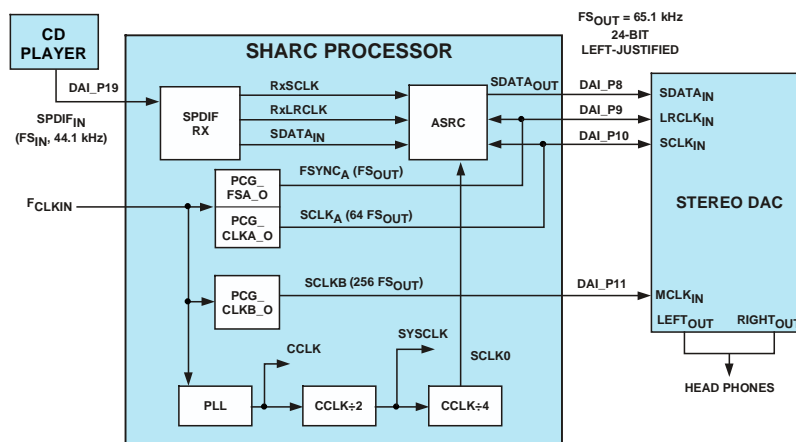 CD
PLAYER
DAI_P19
SPDIFIN
(FSIN, 44.1 kHz)
SHARC PROCESSOR
SPDIF
RX
RxSCLK
RxLRCLK
SDATAIN
ASRC
SDATAOUT
FSOUT = 65.1 kHz
24-BIT
LEFT-JUSTIFIED
DAI_P8
DAI_P9
DAI_P10
SDATAIN
LRCLKIN
SCLKIN
STEREO DAC
FCLKIN
PCG_
FSA_O
PCG_
CLKA_O
FSYNCA (FSOUT)
SCLKA (64 FSOUT)
PCG_
CLKB_O
SCLKB (256 FSOUT)
DAI_P11
MCLKIN
LEFTOUT
RIGHTOUT
HEAD PHONES
CCLK
SYSCLK
SCLK0
PLL
CCLK÷2
CCLK÷4